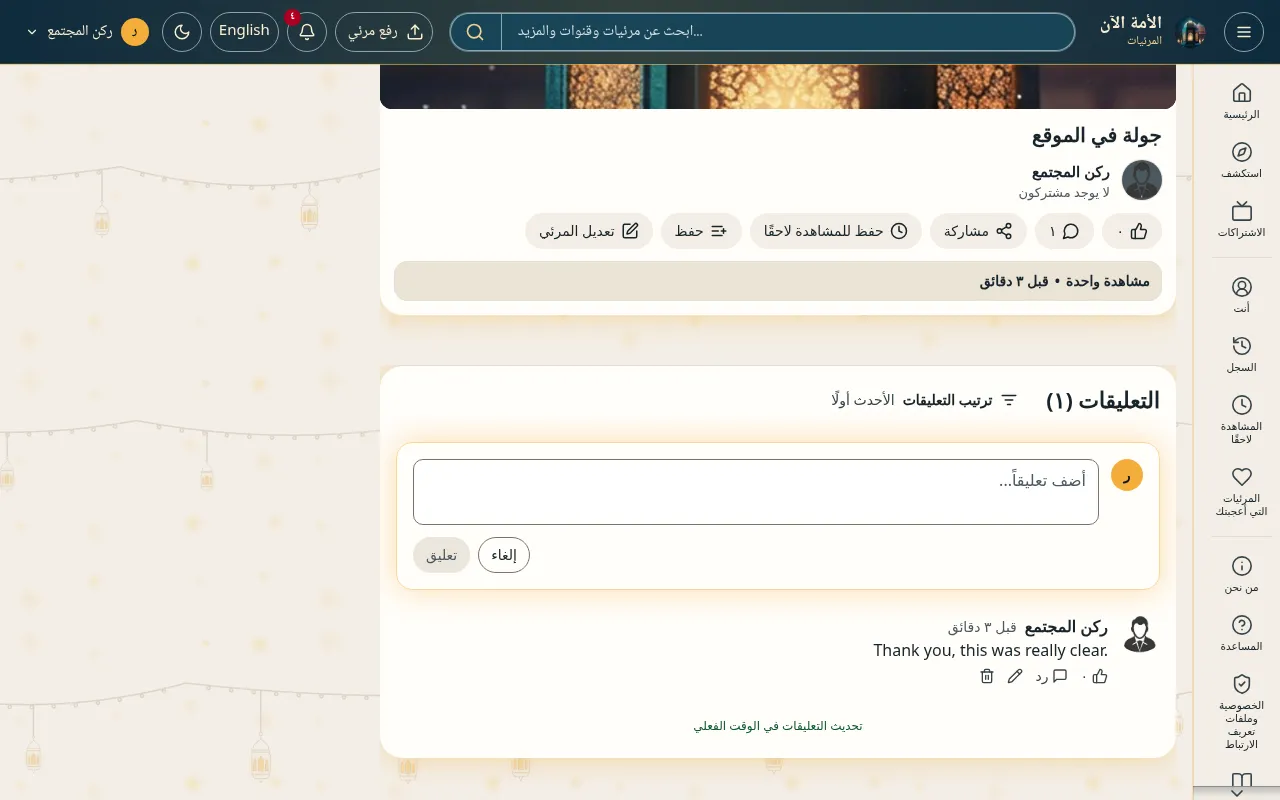 الأمة الآن
المرئيات
ابحث عن مرئيات وقنوات والمزيد...
رفع مرئي
٤
English
ر
ركن المجتمع
الرئيسية
استكشف
الاشتراكات
أنت
السجل
المشاهدة
لاحقًا
المرئيات
التي أعجبتك
من نحن
المساعدة
الخصوصية
وملفات
تعريف
الارتباط
جولة في الموقع
ركن المجتمع
لا يوجد مشتركون
٠
١
مشاركة
حفظ للمشاهدة لاحقًا
حفظ
تعديل المرئي
مشاهدة واحدة • قبل ٣ دقائق
التعليقات (١)
ترتيب التعليقات الأحدث أولًا
ر
أضف تعليقاً...
إلغاء
تعليق
ركن المجتمع قبل ٣ دقائق
Thank you, this was really clear.
٠
رد
تحديث التعليقات في الوقت الفعلي